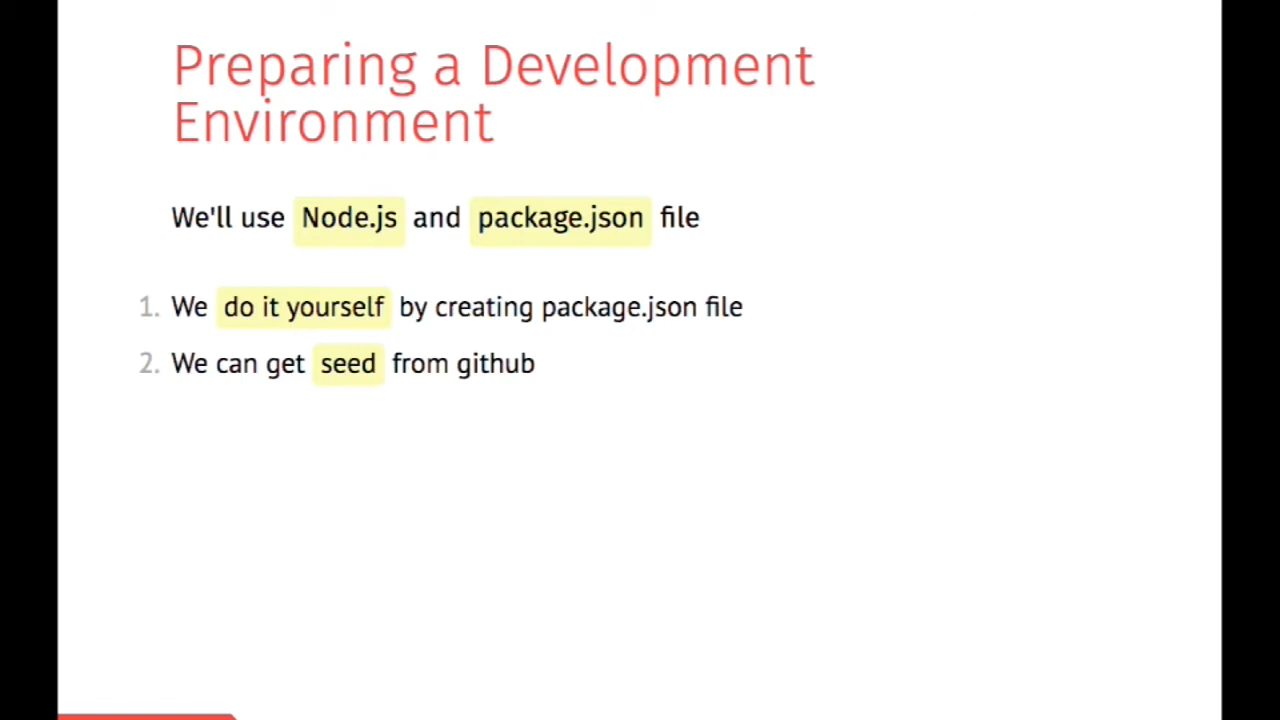 Preparing a Development
Environment
We'll use Node.js and package.json file
1. We do it yourself by creating package.json file
2. We can get seed from github